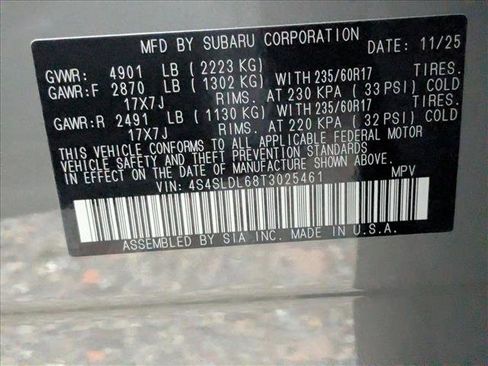 MFD BY SUBARU CORPORATION DATE: 11/25
GVWR: 4901 LB (2223 KG)
GAWR:F 2870 LB (1302 KG) WITH 235/60R17 TIRES.
17X7J RIMS. AT 230 KPA ( 33 PSI) COLD
GAWR:R 2491 LB (1130 KG) WITH 235/60R17 TIRES.
17X7J RIMS. AT 220 KPA ( 32 PSI) COLD
THIS VEHICLE CONFORMS TO ALL APPLICABLE FEDERAL MOTOR
VEHICLE SAFETY AND THEFT PREVENTION STANDARDS
IN EFFECT ON THE DATE OF MANUFACTURE SHOWN ABOVE.
VIN: 4S4SLDL68T3025461 MPV
ASSEMBLED BY SIA INC. MADE IN U.S.A.